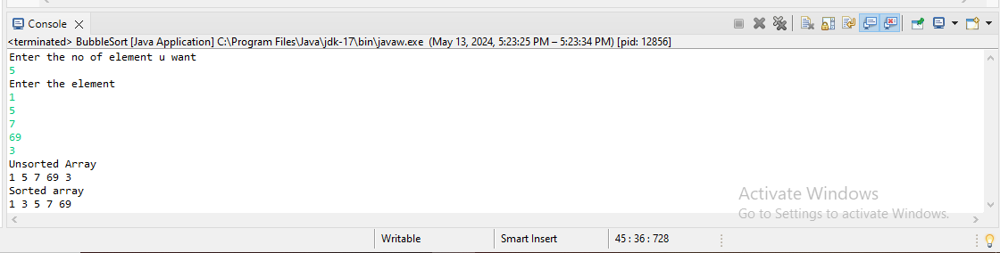 Console
<terminated> BubbleSort [Java Application] C:\Program Files\Java\jdk-17\bin\javaw.exe (May 13, 2024, 5:23:25 PM – 5:23:34 PM) [pid: 12856]
Enter the no of element u want
5
Enter the element
1
5
7
69
3
Unsorted Array
1 5 7 69 3
Sorted array
1 3 5 7 69
Activate Windows
Go to Settings to activate Windows.
Writable Smart Insert 45 : 36 : 728